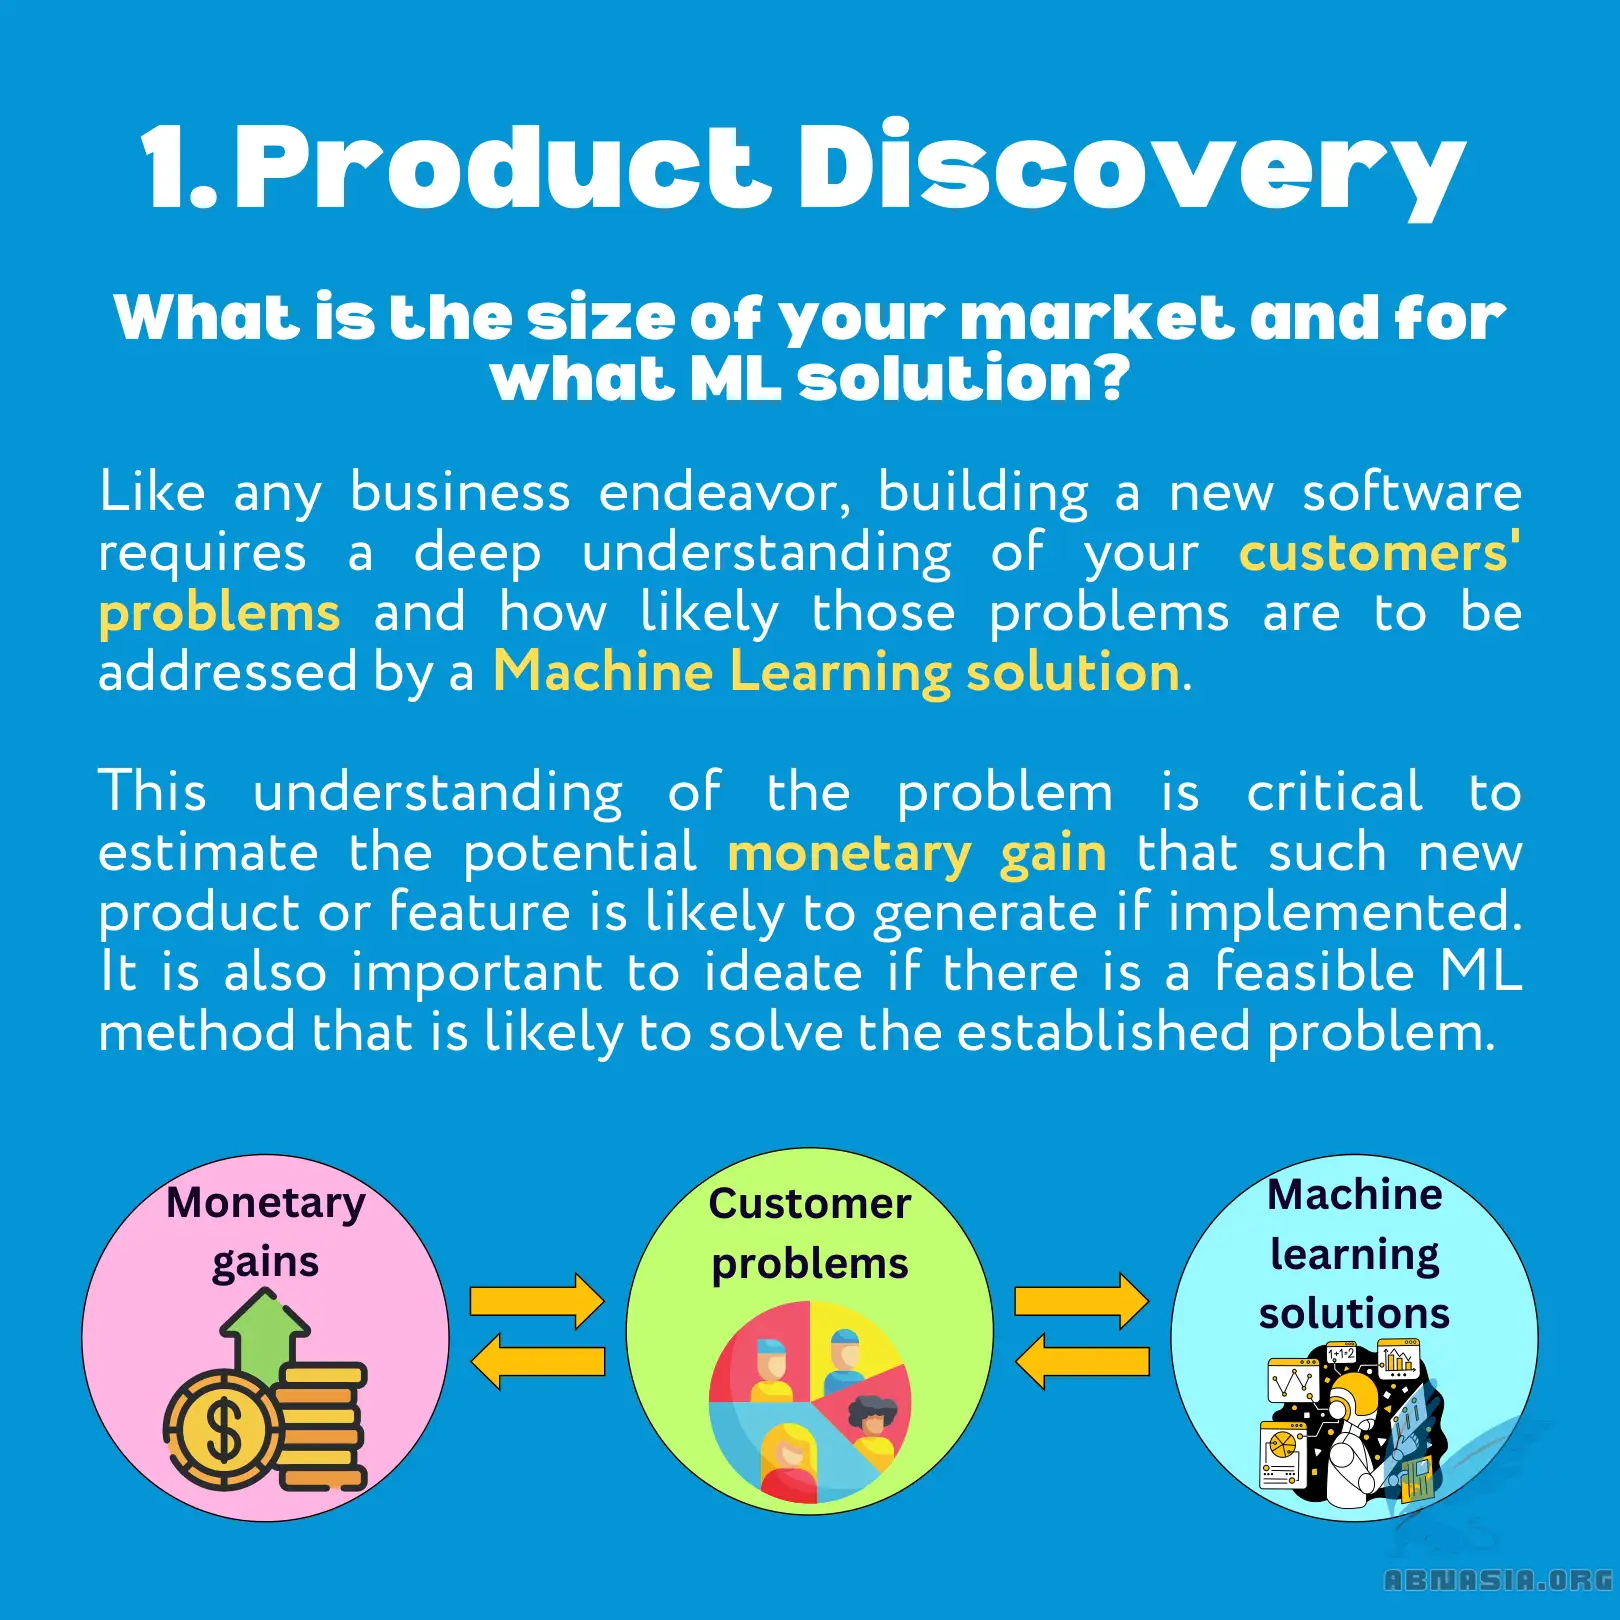 1. Product Discovery
What is the size of your market and for
what ML solution?
Like any business endeavor, building a new software
requires a deep understanding of your customers'
problems and how likely those problems are to be
addressed by a Machine Learning solution.
This understanding of the problem is critical to
estimate the potential monetary gain that such new
product or feature is likely to generate if implemented.
It is also important to ideate if there is a feasible ML
method that is likely to solve the established problem.
Monetary
gains
Customer
problems
Machine
learning
solutions
1+1=2
ABNASIA.ORG